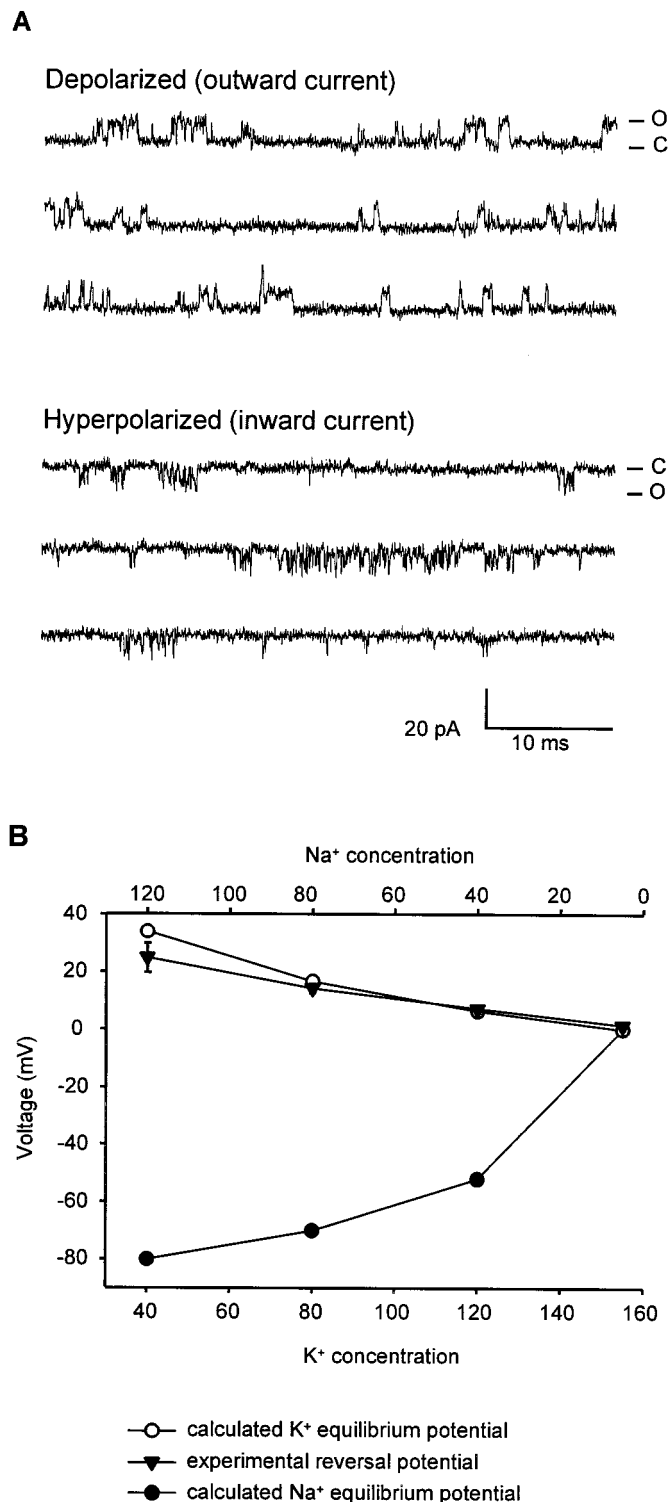 A
Depolarized (outward current)
O
C
Hyperpolarized (inward current)
C
O
20 pA
10 ms
B
Na⁺ concentration
120 100 80 60 40 20 0
40
20
0
-20
-40
-60
-80
Voltage (mV)
40 60 80 100 120 140 160
K⁺ concentration
calculated K⁺ equilibrium potential
experimental reversal potential
calculated Na⁺ equilibrium potential